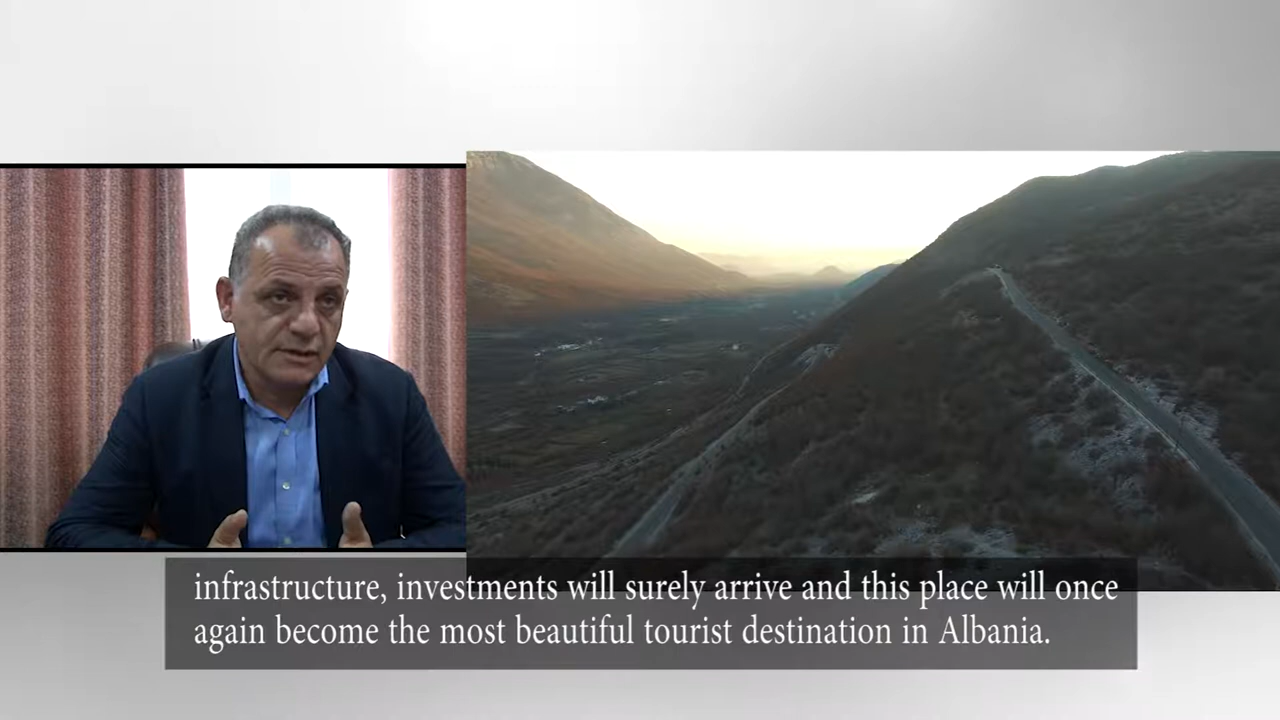 infrastructure, investments will surely arrive and this place will once
again become the most beautiful tourist destination in Albania.